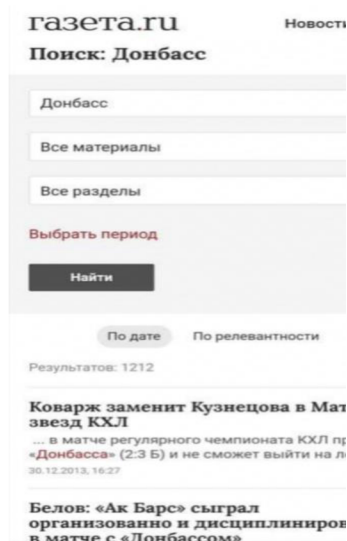 газета.ru
Новости
Поиск: Донбасс
Донбасс
Все материалы
Все разделы
Выбрать период
Найти
По дате По релевантности
Результатов: 1212
Коварж заменит Кузнецова в Мат
звезд КХЛ
... в матче регулярного чемпионата КХЛ пр
«Донбасса» (2:3 Б) и не сможет выйти на л
30.12.2013, 16:27
Белов: «Ак Барс» сыграл
организованно и дисциплиниров
в матче с «Донбассом»